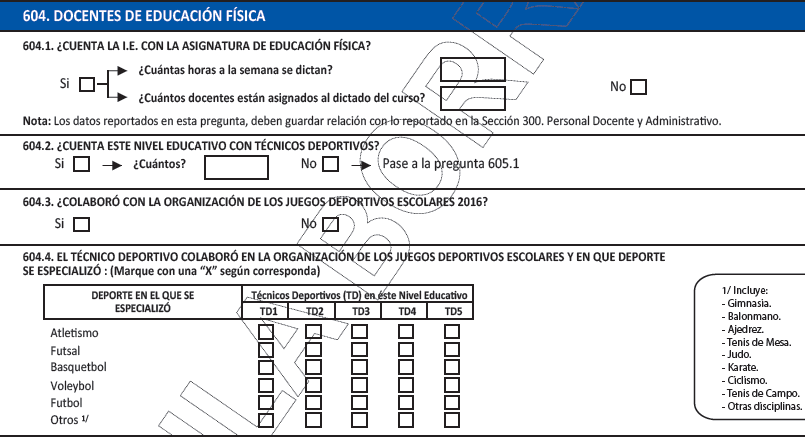 604. DOCENTES DE EDUCACIÓN FÍSICA
604.1. ¿CUENTA LA I.E. CON LA ASIGNATURA DE EDUCACIÓN FÍSICA?
¿Cuántas horas a la semana se dictan?
Si
No
¿Cuántos docentes están asignados al dictado del curso?
Nota: Los datos reportados en esta pregunta, deben guardar relación con lo reportado en la Sección 300. Personal Docente y Administrativo.
604.2. ¿CUENTA ESTE NIVEL EDUCATIVO CON TÉCNICOS DEPORTIVOS?
Si ¿Cuántos? No Pase a la pregunta 605.1
604.3. ¿COLABORÓ CON LA ORGANIZACIÓN DE LOS JUEGOS DEPORTIVOS ESCOLARES 2016?
Si No
604.4. EL TÉCNICO DEPORTIVO COLABORÓ EN LA ORGANIZACIÓN DE LOS JUEGOS DEPORTIVOS ESCOLARES Y EN QUE DEPORTE
SE ESPECIALIZÓ : (Marque con una "X" según corresponda)
DEPORTE EN EL QUE SE
ESPECIALIZÓ
Técnicos Deportivos (TD) en este Nivel Educativo
TD1 TD2 TD3 TD4 TD5
Atletismo
Futsal
Basquetbol
Voleybol
Futbol
Otros 1/
1/ Incluye:
- Gimnasia.
- Balonmano.
- Ajedrez.
- Tenis de Mesa.
- Judo.
- Karate.
- Ciclismo.
- Tenis de Campo.
- Otras disciplinas.